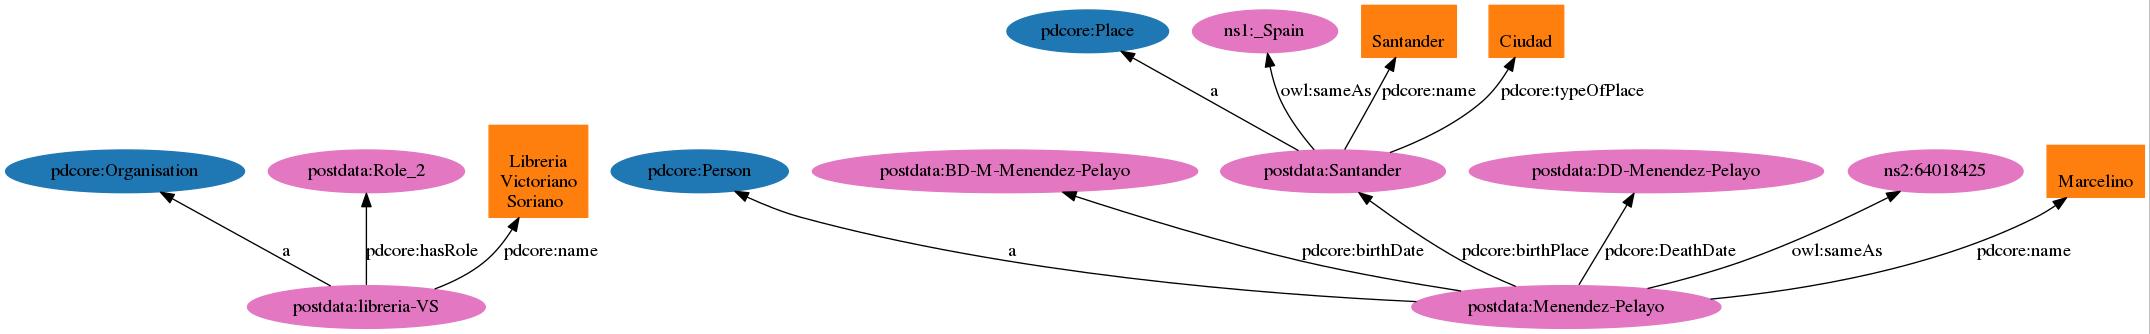 pdcore:Place
ns1:_Spain
Santander
Ciudad
a
owl:sameAs
pdcore:name
pdcore:typeOfPlace
pdcore:Organisation
postdata:Role_2
Libreria
Victoriano
Soriano
pdcore:Person
postdata:BD-M-Menendez-Pelayo
postdata:Santander
postdata:DD-Menendez-Pelayo
ns2:64018425
Marcelino
a
pdcore:hasRole
pdcore:name
a
pdcore:birthDate
pdcore:birthPlace
pdcore:DeathDate
owl:sameAs
pdcore:name
postdata:libreria-VS
postdata:Menendez-Pelayo